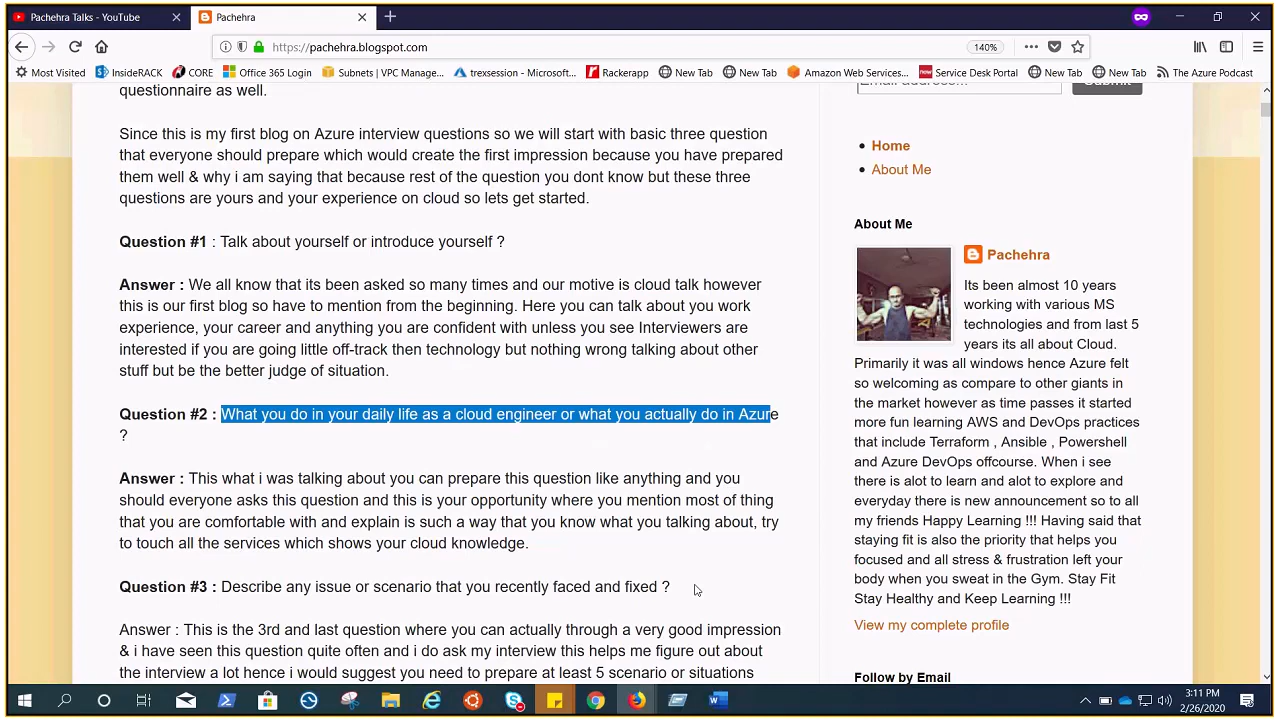 Pachehra Talks - YouTube
Pachehra
https://pachehra.blogspot.com
140%
Most Visited
InsideRACK
CORE
Office 365 Login
Subnets | VPC Manage...
trexsession - Microsoft...
Rackerapp
New Tab
New Tab
Amazon Web Services...
Service Desk Portal
New Tab
New Tab
The Azure Podcast
questionnaire as well.
Since this is my first blog on Azure interview questions so we will start with basic three question
that everyone should prepare which would create the first impression because you have prepared
them well & why i am saying that because rest of the question you dont know but these three
questions are yours and your experience on cloud so lets get started.
Question #1 : Talk about yourself or introduce yourself ?
Answer : We all know that its been asked so many times and our motive is cloud talk however
this is our first blog so have to mention from the beginning. Here you can talk about you work
experience, your career and anything you are confident with unless you see Interviewers are
interested if you are going little off-track then technology but nothing wrong talking about other
stuff but be the better judge of situation.
Question #2 : What you do in your daily life as a cloud engineer or what you actually do in Azure
?
Answer : This what i was talking about you can prepare this question like anything and you
should everyone asks this question and this is your opportunity where you mention most of thing
that you are comfortable with and explain is such a way that you know what you talking about, try
to touch all the services which shows your cloud knowledge.
Question #3 : Describe any issue or scenario that you recently faced and fixed ?
Answer : This is the 3rd and last question where you can actually through a very good impression
& i have seen this question quite often and i do ask my interview this helps me figure out about
the interview a lot hence i would suggest you need to prepare at least 5 scenario or situations
Email address...
Submit
Home
About Me
About Me
Pachehra
Its been almost 10 years
working with various MS
technologies and from last 5
years its all about Cloud.
Primarily it was all windows hence Azure felt
so welcoming as compare to other giants in
the market however as time passes it started
more fun learning AWS and DevOps practices
that include Terraform , Ansible , Powershell
and Azure DevOps offcourse. When i see
there is alot to learn and alot to explore and
everyday there is new announcement so to all
my friends Happy Learning !!! Having said that
staying fit is also the priority that helps you
focused and all stress & frustration left your
body when you sweat in the Gym. Stay Fit
Stay Healthy and Keep Learning !!!
View my complete profile
Follow by Email
3:11 PM
2/26/2020